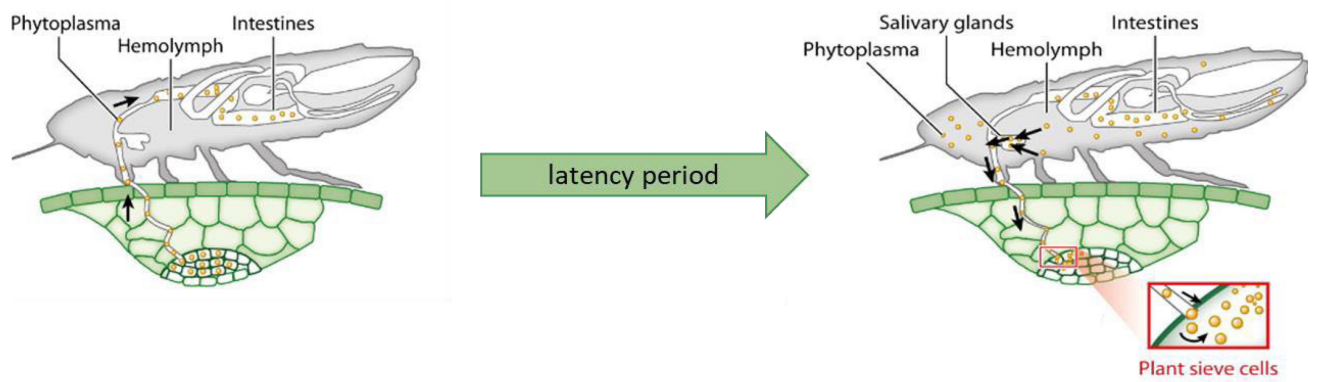 Phytoplasma
Hemolymph
Intestines
latency period
Salivary glands
Phytoplasma
Hemolymph
Intestines
Plant sieve cells